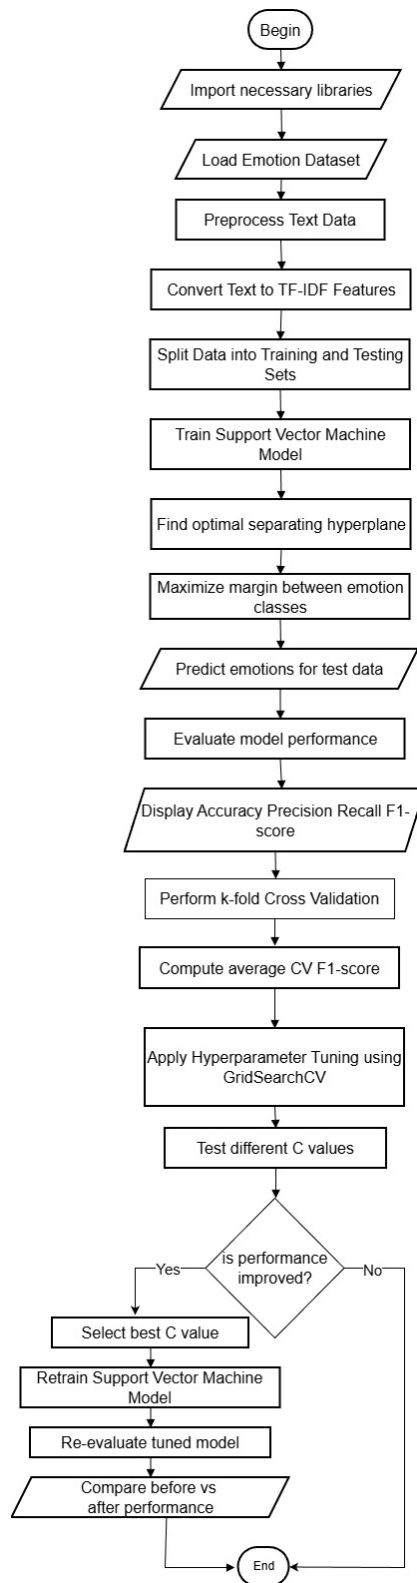 Begin
Import necessary libraries
Load Emotion Dataset
Preprocess Text Data
Convert Text to TF-IDF Features
Split Data into Training and Testing
Sets
Train Support Vector Machine
Model
Find optimal separating hyperplane
Maximize margin between emotion
classes
Predict emotions for test data
Evaluate model performance
Display Accuracy Precision Recall F1-
score
Perform k-fold Cross Validation
Compute average CV F1-score
Apply Hyperparameter Tuning using
GridSearchCV
Test different C values
is performance
improved?
Yes
No
Select best C value
Retrain Support Vector Machine
Model
Re-evaluate tuned model
Compare before vs
after performance
End